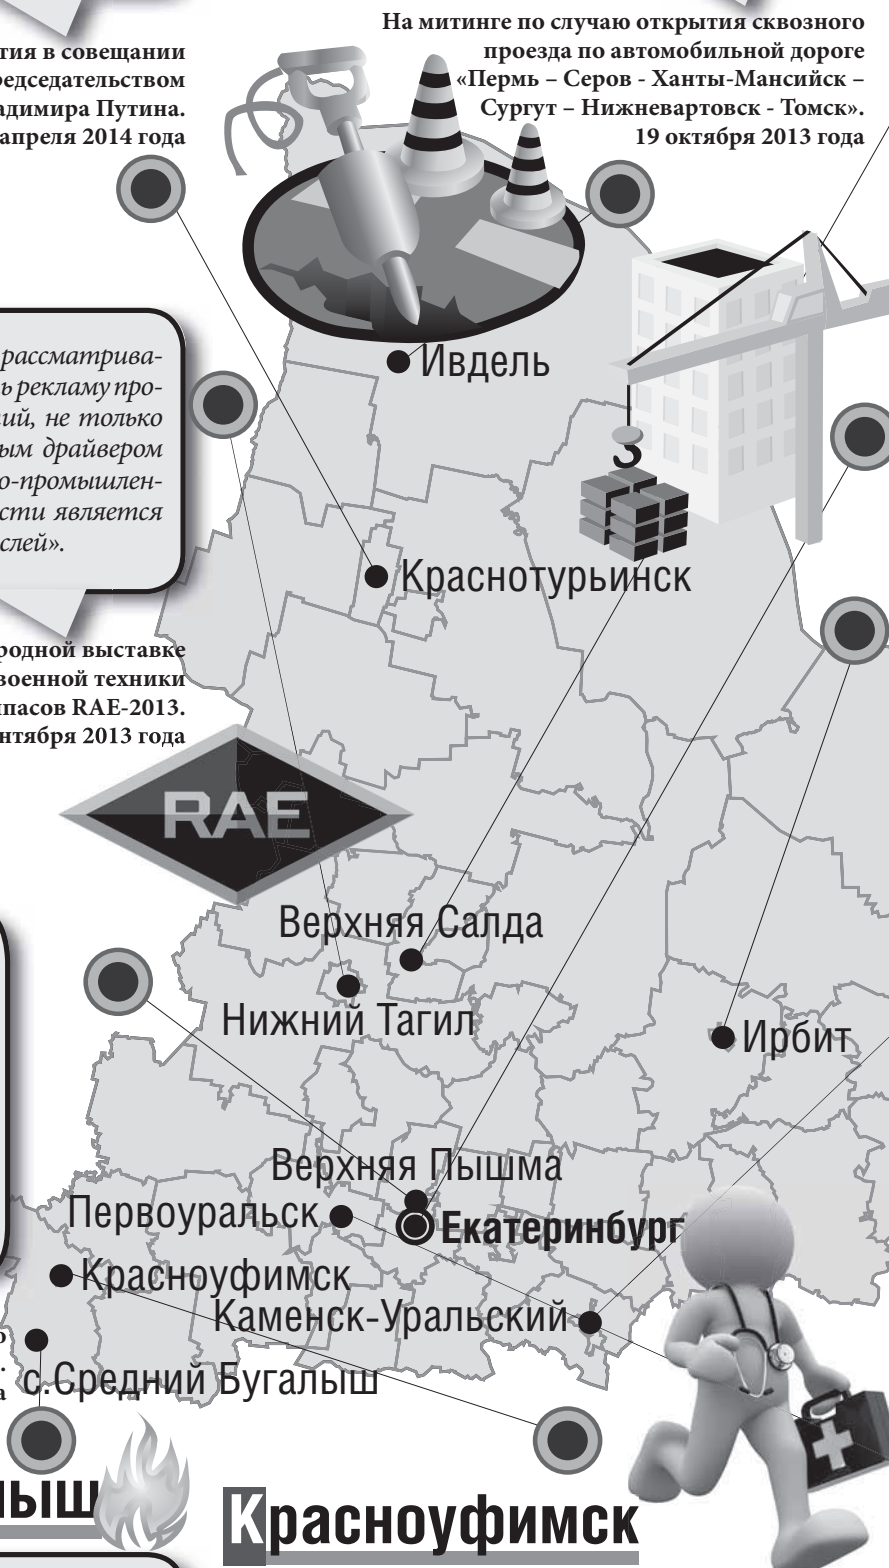 На митинге по случаю открытия сквозного
проезда по автомобильной дороге
«Пермь – Серов - Ханты-Мансийск –
Сургут – Нижневартовск - Томск».
19 октября 2013 года
тия в совещании
редседательством
адимира Путина.
апреля 2014 года
Ивдель
рассматрива-
ь рекламу про-
ий, не только
ым драйвером
о-промышлен-
сти является
слей».
Краснотурьинск
родной выставке
военной техники
пасов RAE-2013.
нтября 2013 года
RAE
Верхняя Салда
Нижний Тагил
Ирбит
Верхняя Пышма
Первоуральск
Екатеринбург
Красноуфимск
Каменск-Уральский
о
.
а
с.Средний Бугалыш
лыш
Красноуфимск